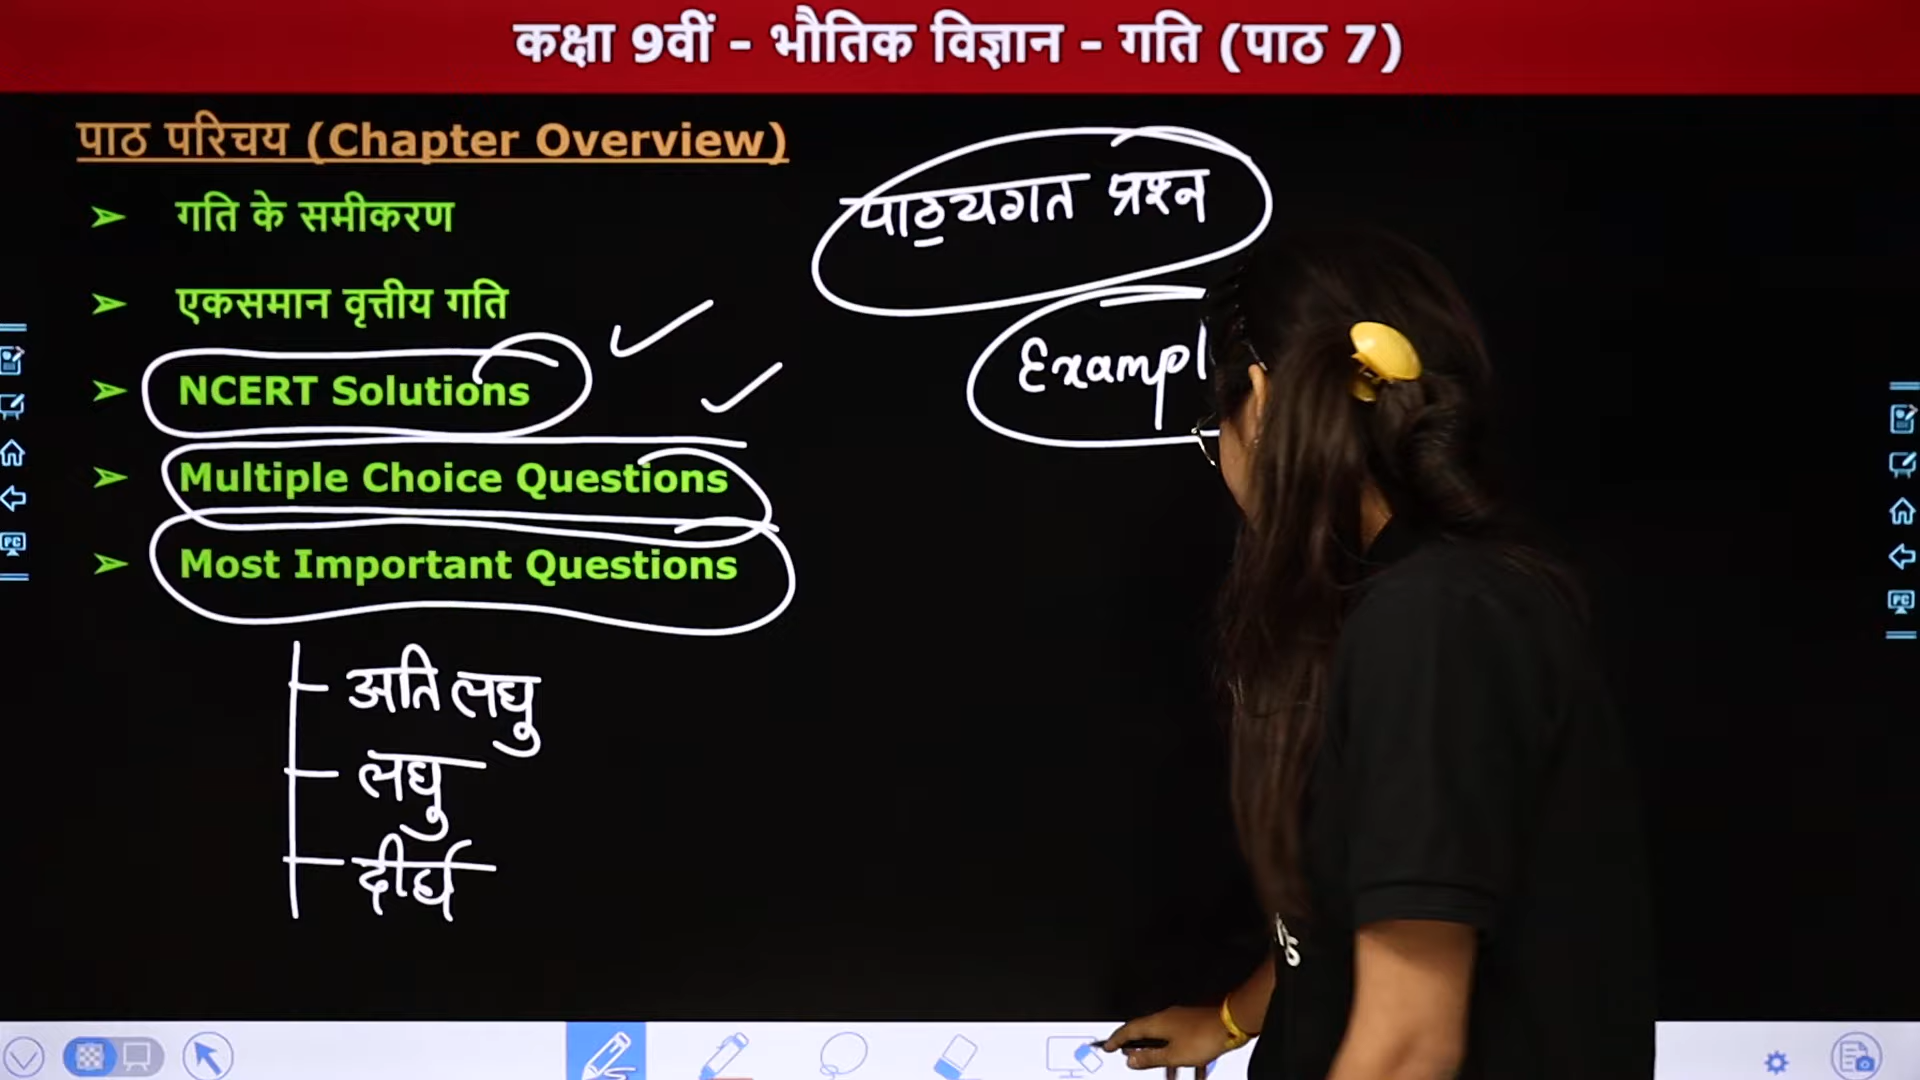 कक्षा 9वीं - भौतिक विज्ञान - गति (पाठ 7)
पाठ परिचय (Chapter Overview)
➢ गति के समीकरण
➢ एकसमान वृत्तीय गति
➢ NCERT Solutions
➢ Multiple Choice Questions
➢ Most Important Questions
अति लघु
लघु
दीर्घ
पाठ्यगत प्रश्न
Exampl